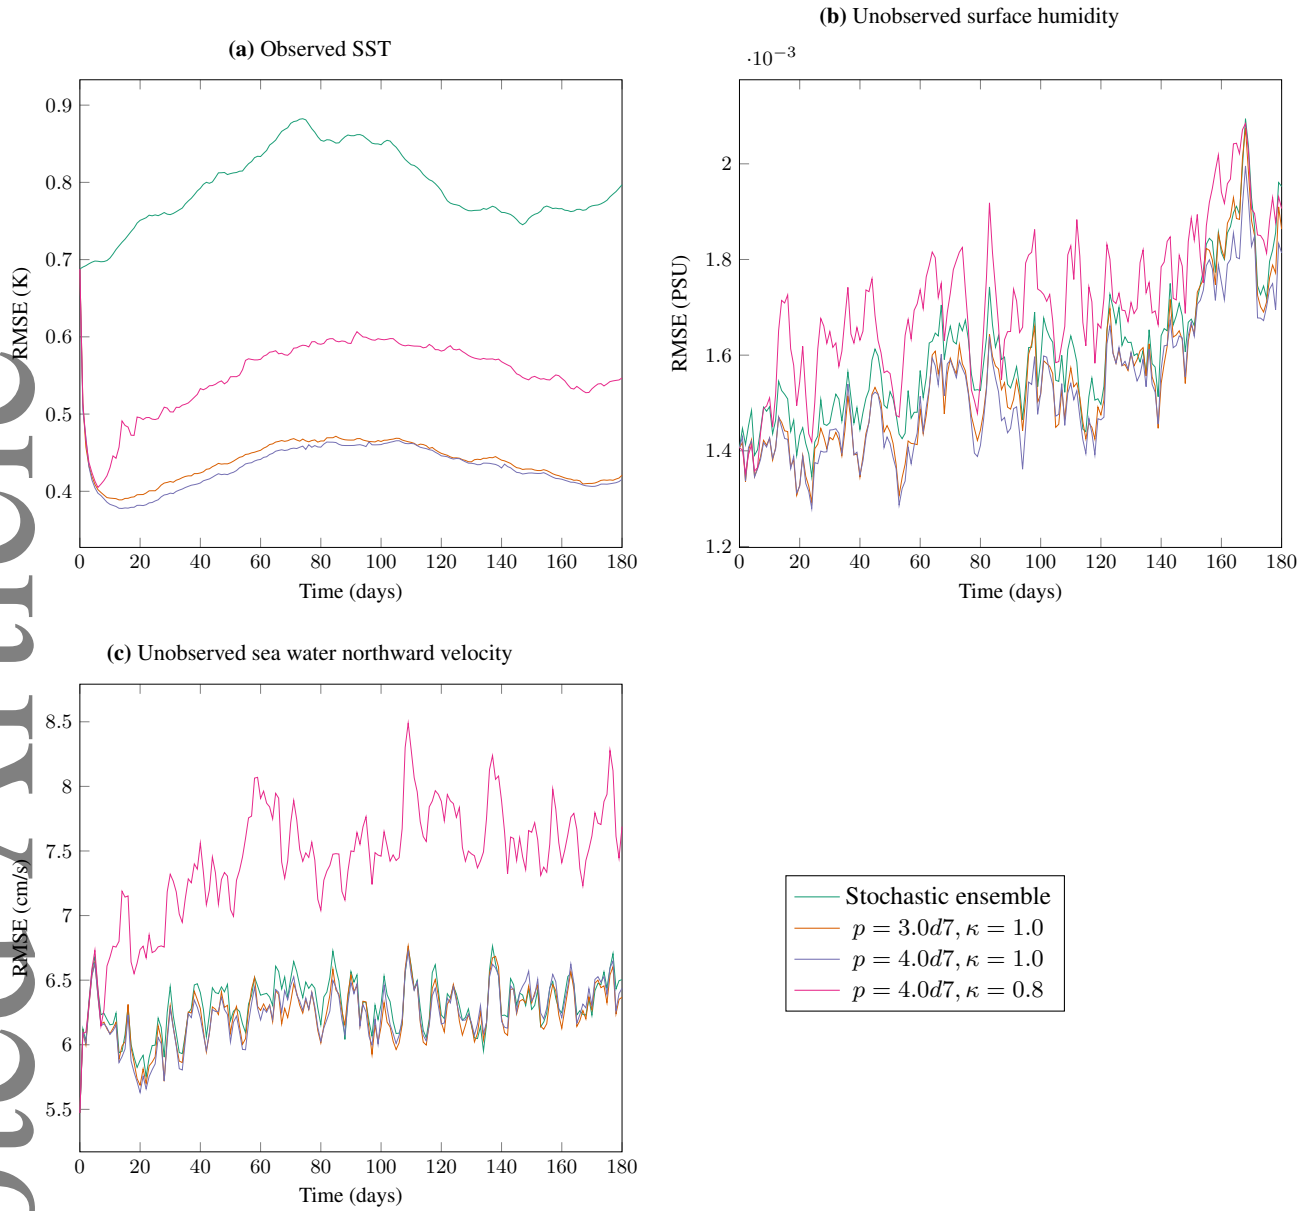 (a) Observed SST
0.9
0.8
0.7
0.6
0.5
0.4
0 20 40 60 80 100 120 140 160 180
Time (days)
RMSE (K)
(b) Unobserved surface humidity
·10⁻³
2
1.8
1.6
1.4
1.2
0 20 40 60 80 100 120 140 160 180
Time (days)
RMSE (PSU)
(c) Unobserved sea water northward velocity
8.5
8
7.5
7
6.5
6
5.5
0 20 40 60 80 100 120 140 160 180
Time (days)
RMSE (cm/s)
Stochastic ensemble
p = 3.0d7, κ = 1.0
p = 4.0d7, κ = 1.0
p = 4.0d7, κ = 0.8